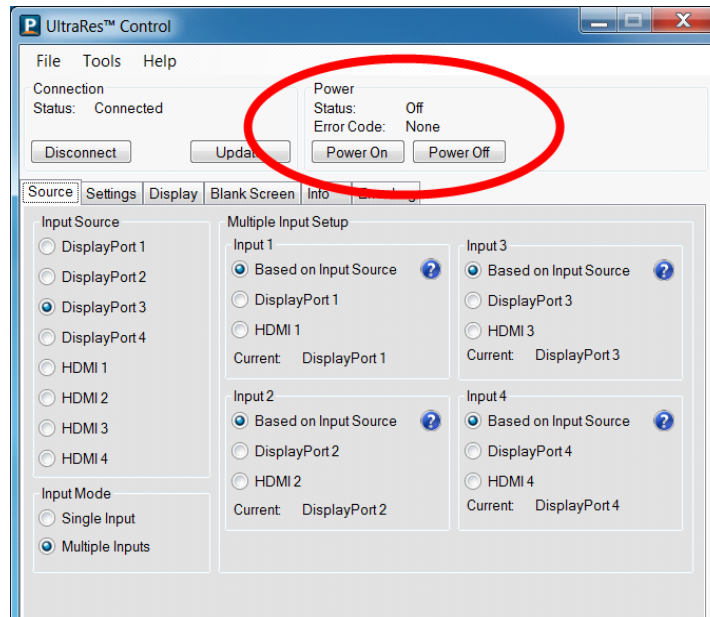 UltraRes™ Control
File Tools Help
Connection
Status: Connected
Disconnect
Power
Status: Off
Error Code: None
Power On Power Off
Source Settings Display Blank Screen Info
Input Source
DisplayPort 1
DisplayPort 2
DisplayPort 3
DisplayPort 4
HDMI 1
HDMI 2
HDMI 3
HDMI 4
Input Mode
Single Input
Multiple Inputs
Multiple Input Setup
Input 1
Based on Input Source
DisplayPort 1
HDMI 1
Current: DisplayPort 1
Input 2
Based on Input Source
DisplayPort 2
HDMI 2
Current: DisplayPort 2
Input 3
Based on Input Source
DisplayPort 3
HDMI 3
Current: DisplayPort 3
Input 4
Based on Input Source
DisplayPort 4
HDMI 4
Current: DisplayPort 4